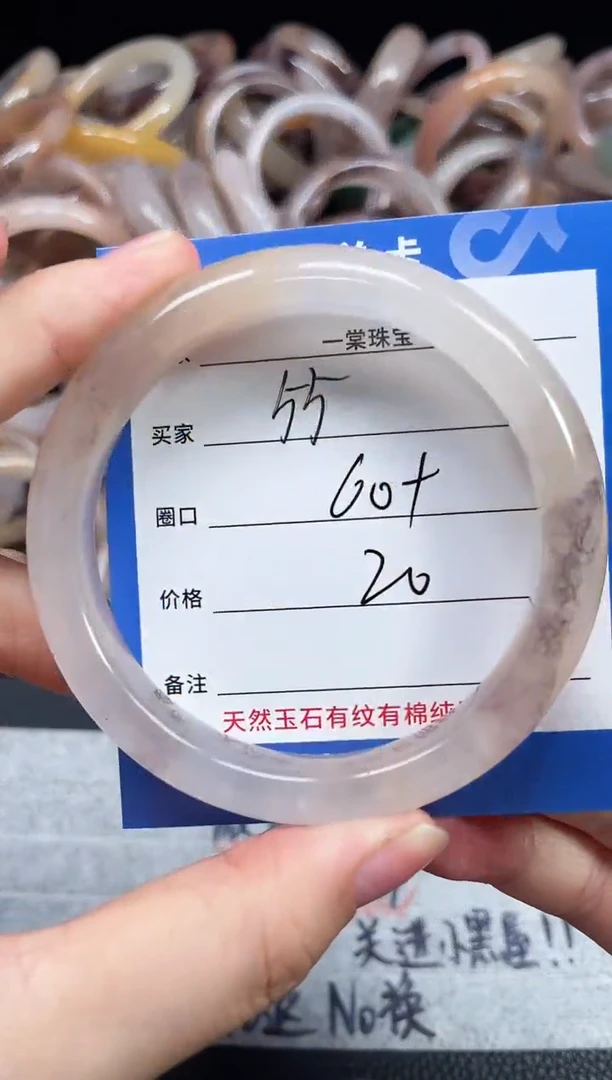 卡
一棠珠宝
买家 竹
圈口 60+
价格 20
备注
天然玉石有纹有棉纯
关进小黑屋!!
No换